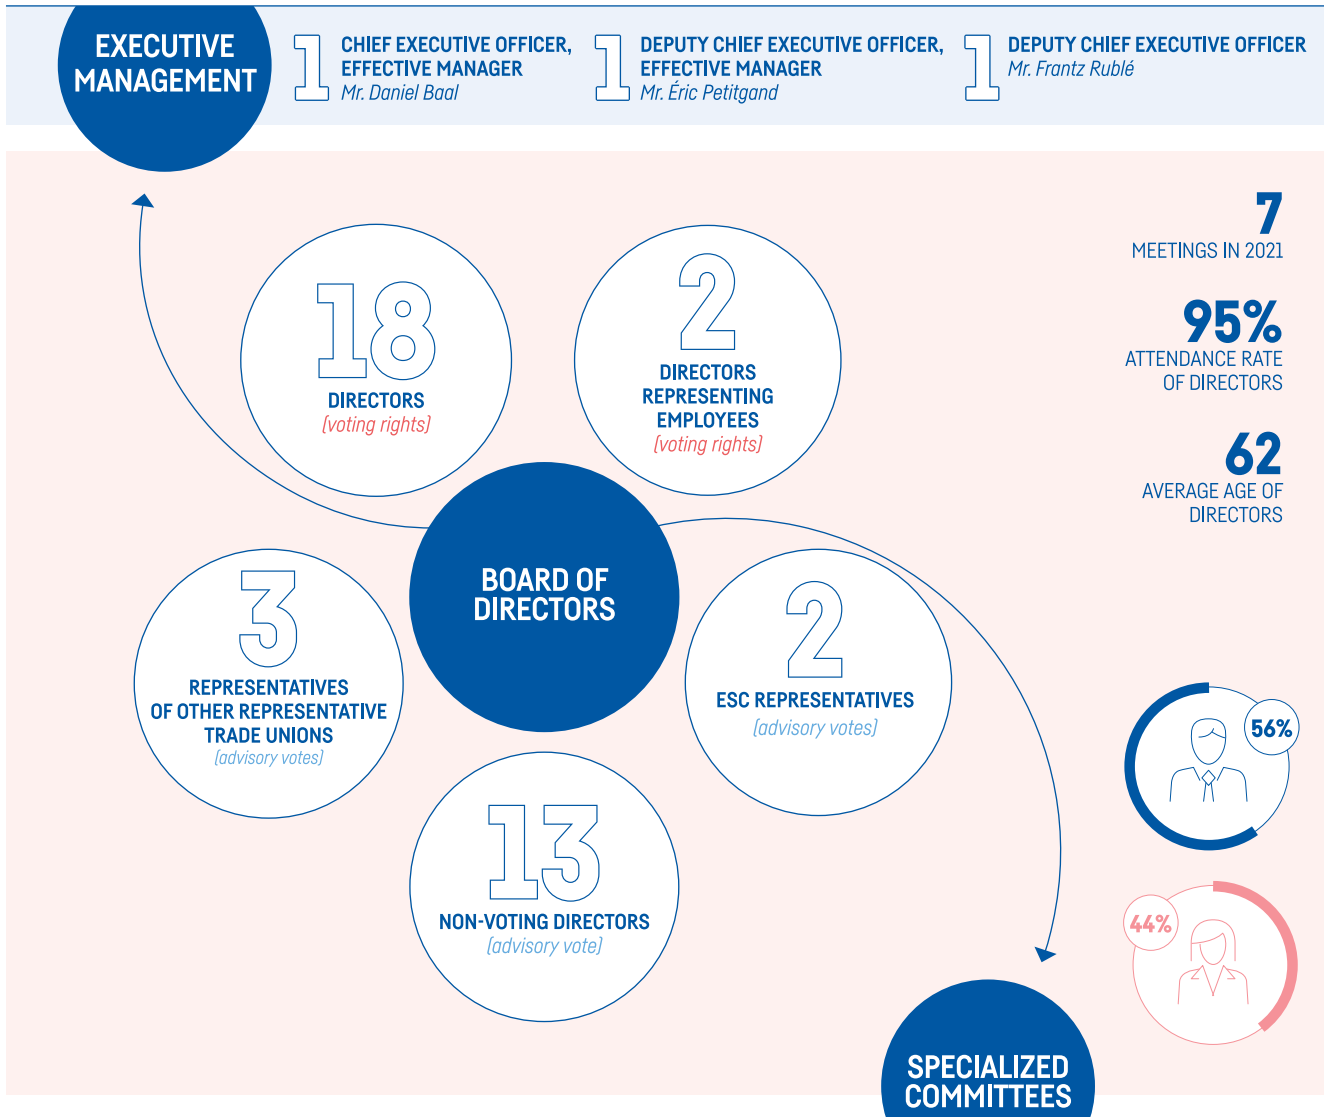 EXECUTIVE
MANAGEMENT
1
CHIEF EXECUTIVE OFFICER,
EFFECTIVE MANAGER
Mr. Daniel Baal
1
DEPUTY CHIEF EXECUTIVE OFFICER,
EFFECTIVE MANAGER
Mr. Éric Petitgand
1
DEPUTY CHIEF EXECUTIVE OFFICER
Mr. Frantz Rublé
7
MEETINGS IN 2021
95%
ATTENDANCE RATE
OF DIRECTORS
62
AVERAGE AGE OF
DIRECTORS
18
DIRECTORS
(voting rights)
2
DIRECTORS
REPRESENTING
EMPLOYEES
(voting rights)
BOARD OF
DIRECTORS
3
REPRESENTATIVES
OF OTHER REPRESENTATIVE
TRADE UNIONS
(advisory votes)
2
ESC REPRESENTATIVES
(advisory votes)
13
NON-VOTING DIRECTORS
(advisory vote)
56%
44%
SPECIALIZED
COMMITTEES